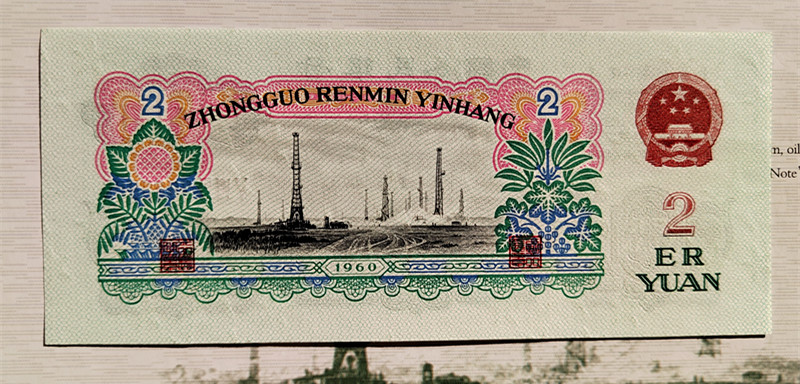 2
2
ZHONGGUO RENMIN YINHANG
n, oil
Note"
2
1960
ER
YUAN